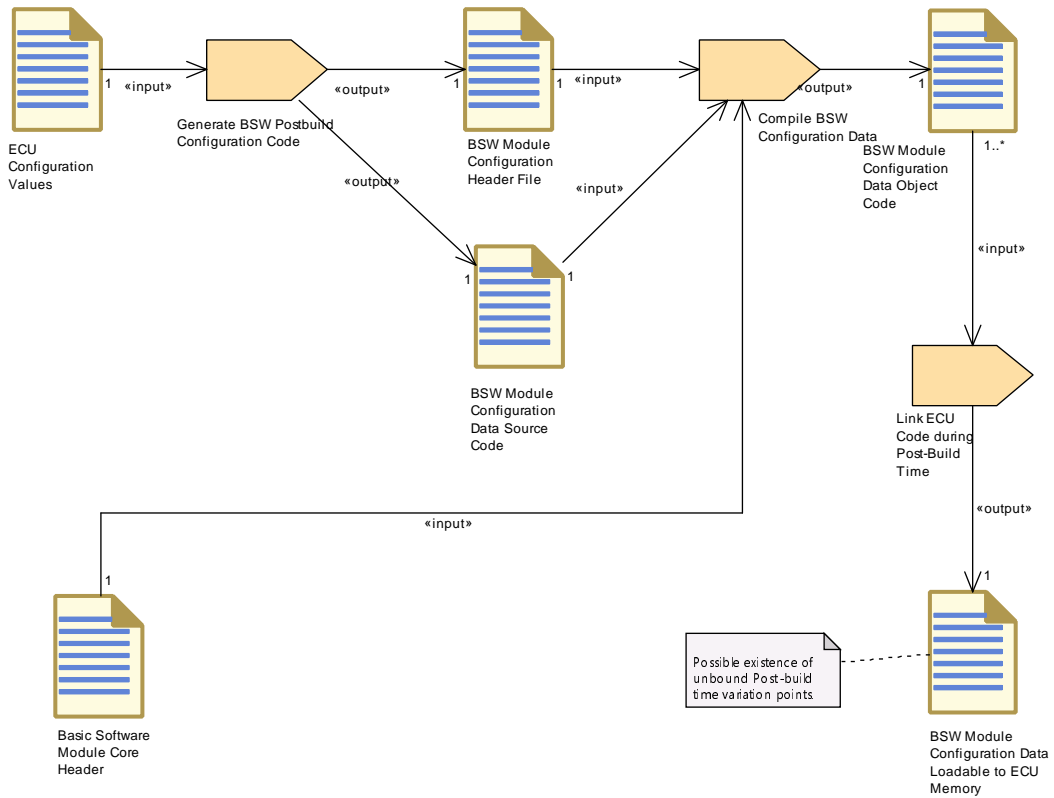 1
«input»
«output»
1
1
«input»
«output»
1
Generate BSW Postbuild
Configuration Code
Compile BSW
Configuration Data
ECU
Configuration
Values
BSW Module
Configuration
Header File
BSW Module
Configuration
Data Object
Code
1..*
«output»
«input»
«input»
1
1
BSW Module
Configuration
Data Source
Code
Link ECU
Code during
Post-Build
Time
«input»
«output»
1
1
Possible existence of
unbound Post-build
time variation points.
Basic Software
Module Core
Header
BSW Module
Configuration Data
Loadable to ECU
Memory